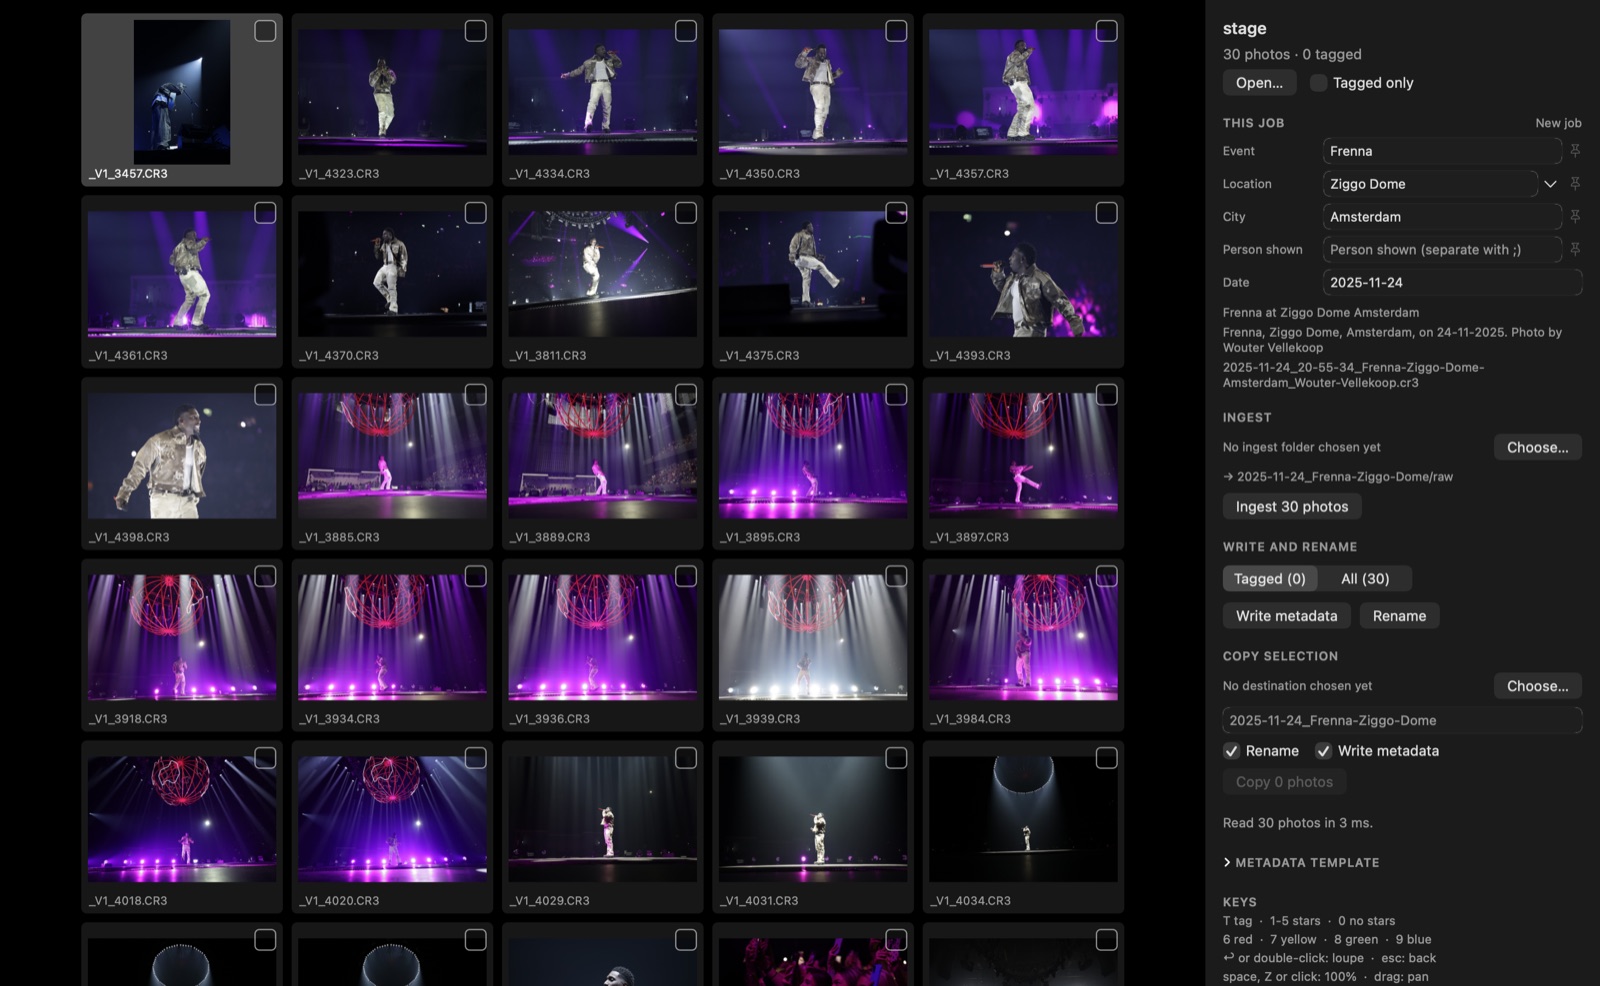 _V1_3457.CR3
_V1_4323.CR3
_V1_4334.CR3
_V1_4350.CR3
_V1_4357.CR3
_V1_4361.CR3
_V1_4370.CR3
_V1_3811.CR3
_V1_4375.CR3
_V1_4393.CR3
_V1_4398.CR3
_V1_3885.CR3
_V1_3889.CR3
_V1_3895.CR3
_V1_3897.CR3
_V1_3918.CR3
_V1_3934.CR3
_V1_3936.CR3
_V1_3939.CR3
_V1_3984.CR3
_V1_4018.CR3
_V1_4020.CR3
_V1_4029.CR3
_V1_4031.CR3
_V1_4034.CR3
stage
30 photos · 0 tagged
Open... Tagged only
THIS JOB New job
Event Frenna
Location Ziggo Dome
City Amsterdam
Person shown Person shown (separate with ;)
Date 2025-11-24
Frenna at Ziggo Dome Amsterdam
Frenna, Ziggo Dome, Amsterdam, on 24-11-2025. Photo by
Wouter Vellekoop
2025-11-24_20-55-34_Frenna-Ziggo-Dome-
Amsterdam_Wouter-Vellekoop.cr3
INGEST
No ingest folder chosen yet Choose...
→ 2025-11-24_Frenna-Ziggo-Dome/raw
Ingest 30 photos
WRITE AND RENAME
Tagged (0) All (30)
Write metadata Rename
COPY SELECTION
No destination chosen yet Choose...
2025-11-24_Frenna-Ziggo-Dome
Rename Write metadata
Copy 0 photos
Read 30 photos in 3 ms.
METADATA TEMPLATE
KEYS
T tag · 1-5 stars · 0 no stars
6 red · 7 yellow · 8 green · 9 blue
↩ or double-click: loupe · esc: back
space, Z or click: 100% · drag: pan